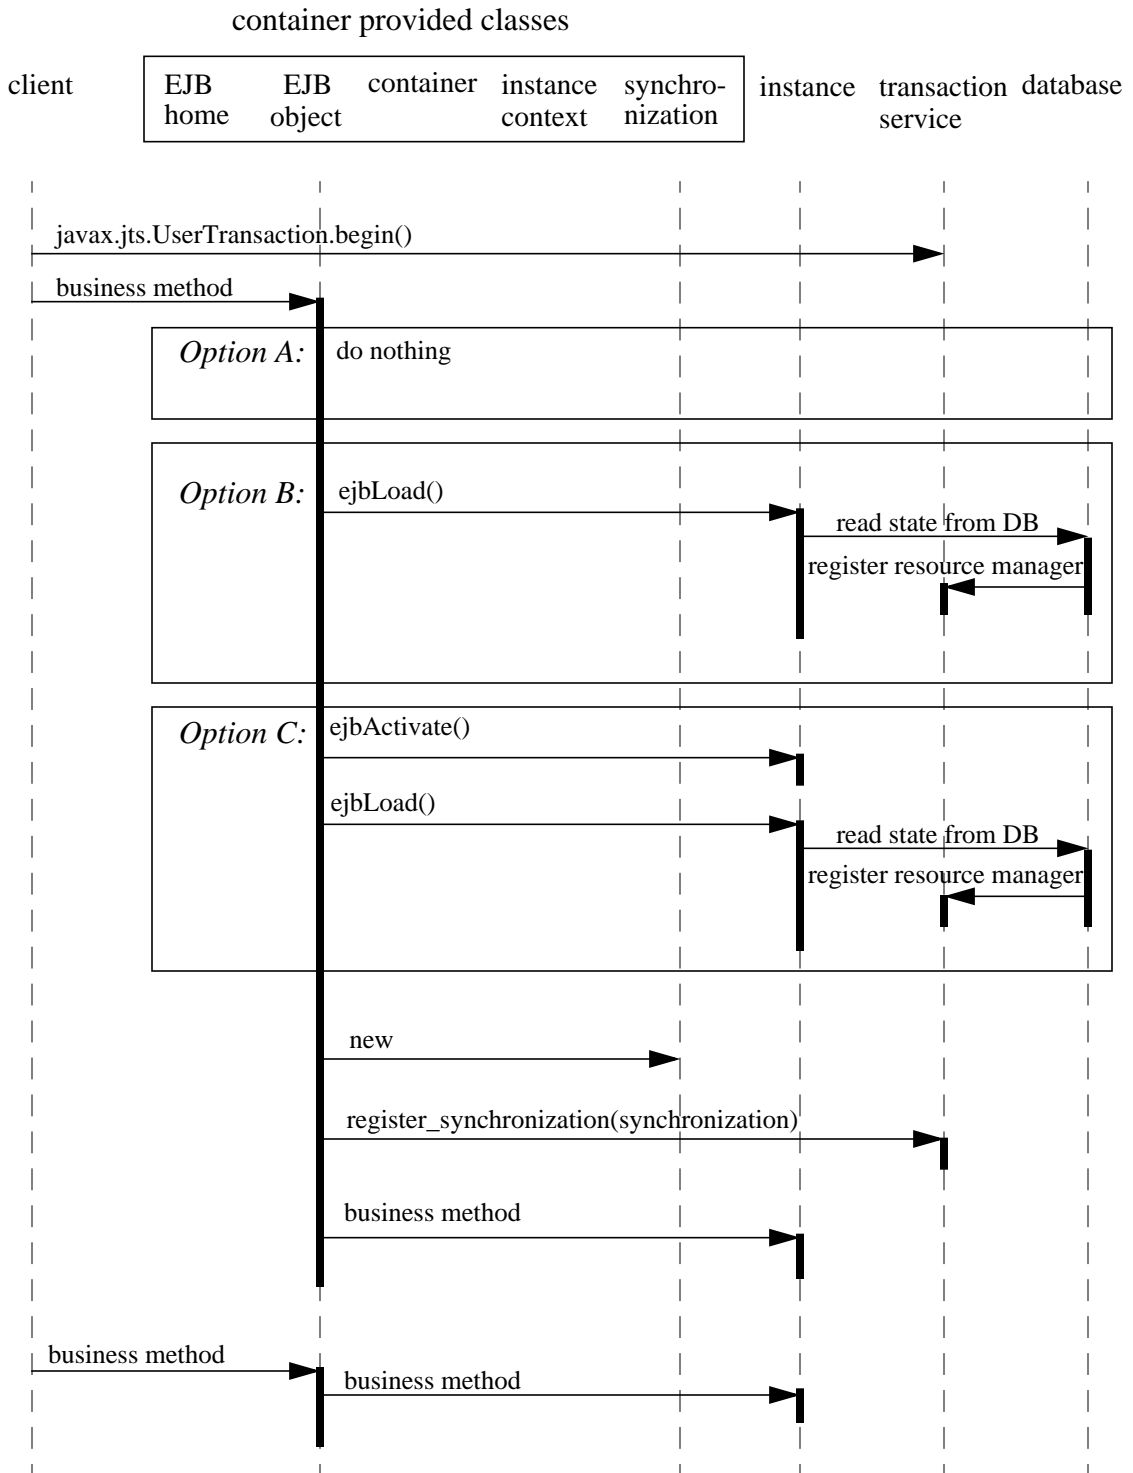 container provided classes
client
EJB
home
EJB
object
container
instance
context
synchro-
nization
instance
transaction
service
database
javax.jts.UserTransaction.begin()
business method
Option A:
do nothing
Option B:
ejbLoad()
read state from DB
register resource manager
Option C:
ejbActivate()
ejbLoad()
read state from DB
register resource manager
new
register_synchronization(synchronization)
business method
business method
business method